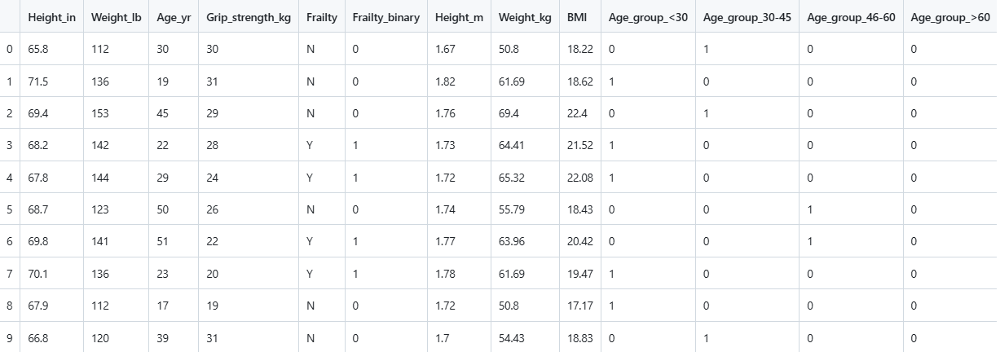 Height_in Weight_lb Age_yr Grip_strength_kg Frailty Frailty_binary Height_m Weight_kg BMI Age_group_<30 Age_group_30-45 Age_group_46-60 Age_group_>60
0 65.8 112 30 30 N 0 1.67 50.8 18.22 0 1 0 0
1 71.5 136 19 31 N 0 1.82 61.69 18.62 1 0 0 0
2 69.4 153 45 29 N 0 1.76 69.4 22.4 0 1 0 0
3 68.2 142 22 28 Y 1 1.73 64.41 21.52 1 0 0 0
4 67.8 144 29 24 Y 1 1.72 65.32 22.08 1 0 0 0
5 68.7 123 50 26 N 0 1.74 55.79 18.43 0 0 1 0
6 69.8 141 51 22 Y 1 1.77 63.96 20.42 0 0 1 0
7 70.1 136 23 20 Y 1 1.78 61.69 19.47 1 0 0 0
8 67.9 112 17 19 N 0 1.72 50.8 17.17 1 0 0 0
9 66.8 120 39 31 N 0 1.7 54.43 18.83 0 1 0 0